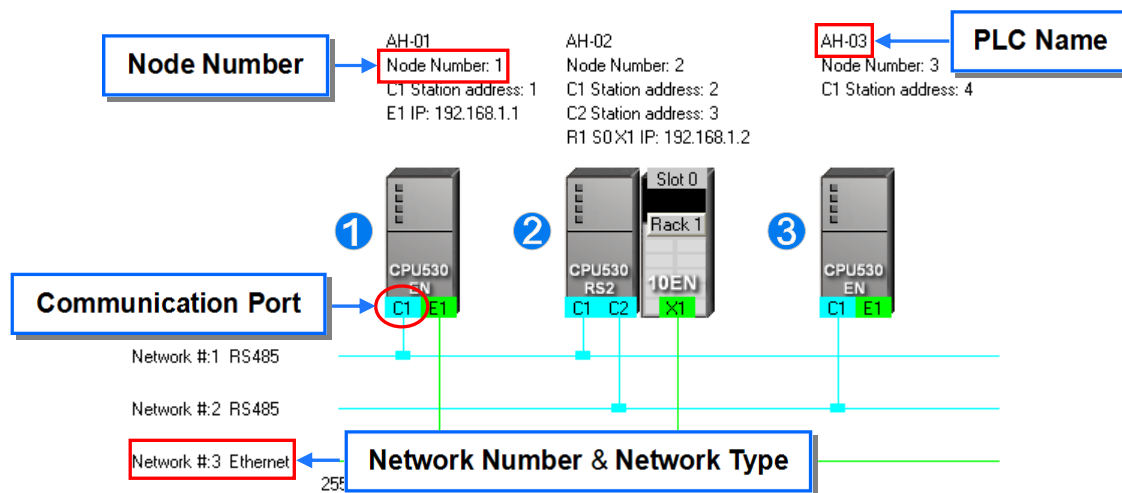 Node Number
AH-01
Node Number: 1
C1 Station address: 1
E1 IP: 192.168.1.1
AH-02
Node Number: 2
C1 Station address: 2
C2 Station address: 3
R1 S0 X1 IP: 192.168.1.2
AH-03
Node Number: 3
C1 Station address: 4
PLC Name
1
CPU530
EN
C1 E1
2
CPU530
RS2
C1 C2
Slot 0
Rack 1
10EN
X1
3
CPU530
EN
C1 E1
Communication Port
Network #:1 RS485
Network #:2 RS485
Network #:3 Ethernet
Network Number & Network Type
255